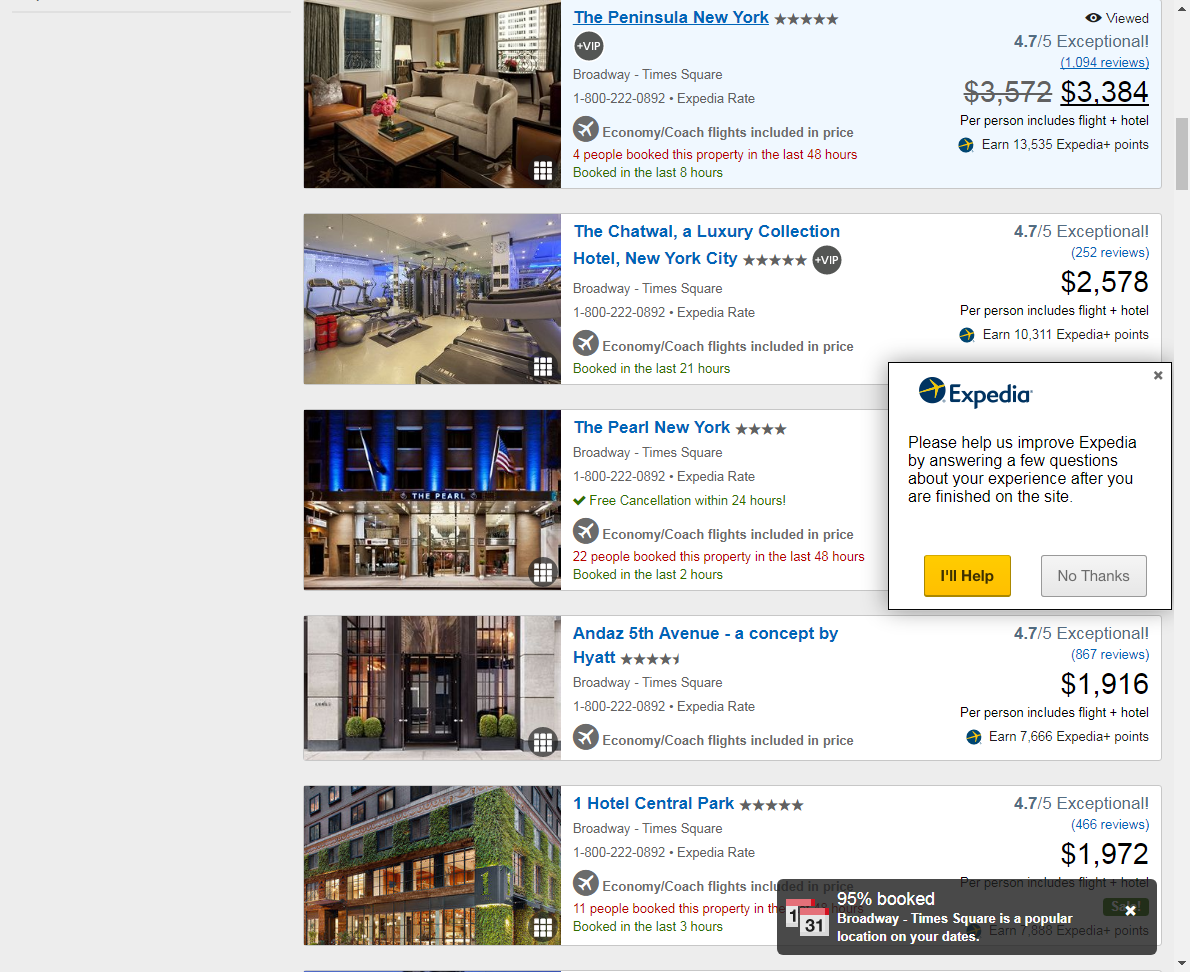 The Peninsula New York
+VIP
Broadway - Times Square
1-800-222-0892 • Expedia Rate
Economy/Coach flights included in price
4 people booked this property in the last 48 hours
Booked in the last 8 hours
Viewed
4.7/5 Exceptional!
(1,094 reviews)
$3,572 $3,384
Per person includes flight + hotel
Earn 13,535 Expedia+ points
The Chatwal, a Luxury Collection
Hotel, New York City +VIP
Broadway - Times Square
1-800-222-0892 • Expedia Rate
Economy/Coach flights included in price
Booked in the last 21 hours
4.7/5 Exceptional!
(252 reviews)
$2,578
Per person includes flight + hotel
Earn 10,311 Expedia+ points
THE PEARL
The Pearl New York
Broadway - Times Square
1-800-222-0892 • Expedia Rate
Free Cancellation within 24 hours!
Economy/Coach flights included in price
22 people booked this property in the last 48 hours
Booked in the last 2 hours
Expedia
Please help us improve Expedia
by answering a few questions
about your experience after you
are finished on the site.
I'll Help
No Thanks
Andaz 5th Avenue - a concept by
Hyatt
Broadway - Times Square
1-800-222-0892 • Expedia Rate
Economy/Coach flights included in price
4.7/5 Exceptional!
(867 reviews)
$1,916
Per person includes flight + hotel
Earn 7,666 Expedia+ points
1 Hotel Central Park
Broadway - Times Square
1-800-222-0892 • Expedia Rate
Economy/Coach flights included in price
11 people booked this property in the last 48 hours
Booked in the last 3 hours
4.7/5 Exceptional!
(466 reviews)
$1,972
Per person includes flight + hotel
Sale!
Earn 7,888 Expedia+ points
1
31
95% booked
Broadway - Times Square is a popular
location on your dates.